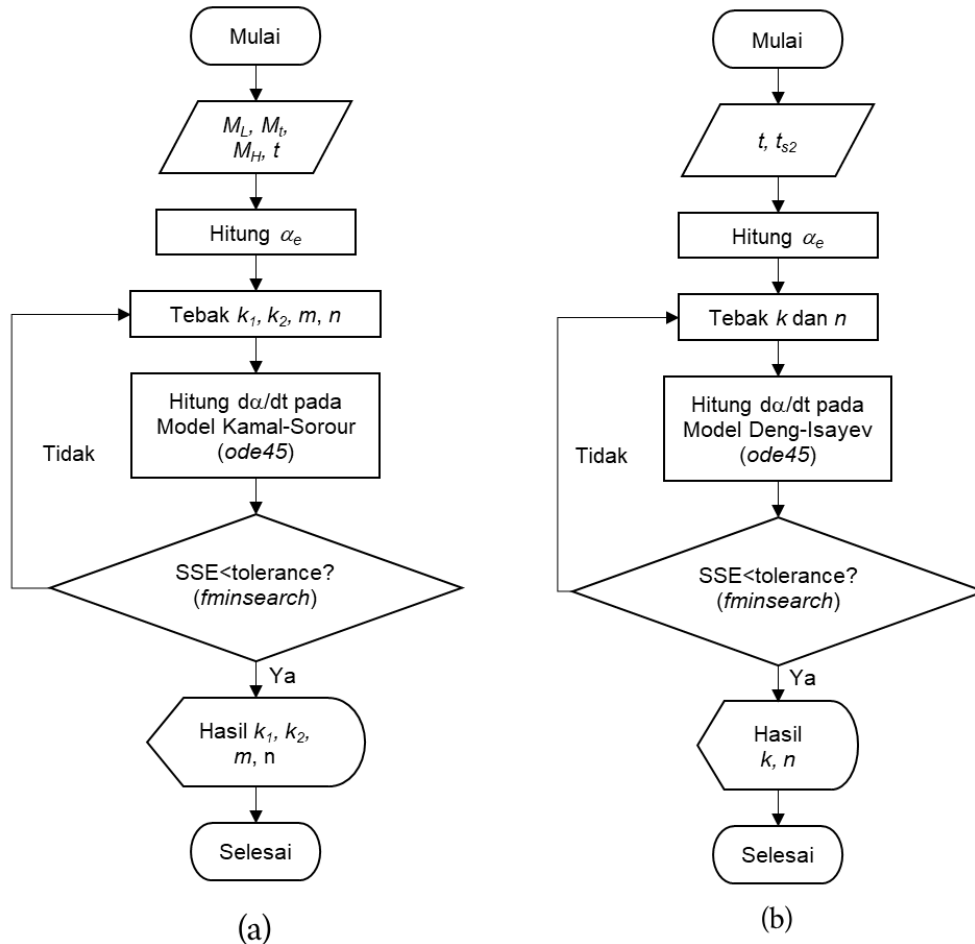 Mulai
M_L, M_t,
M_H, t
Hitung α_e
Tebak k_1, k_2, m, n
Hitung dα/dt pada
Model Kamal-Sorour
(ode45)
Tidak
SSE<tolerance?
(fminsearch)
Ya
Hasil k_1, k_2,
m, n
Selesai
(a)
Mulai
t, t_{s2}
Hitung α_e
Tebak k dan n
Hitung dα/dt pada
Model Deng-Isayev
(ode45)
Tidak
SSE<tolerance?
(fminsearch)
Ya
Hasil
k, n
Selesai
(b)